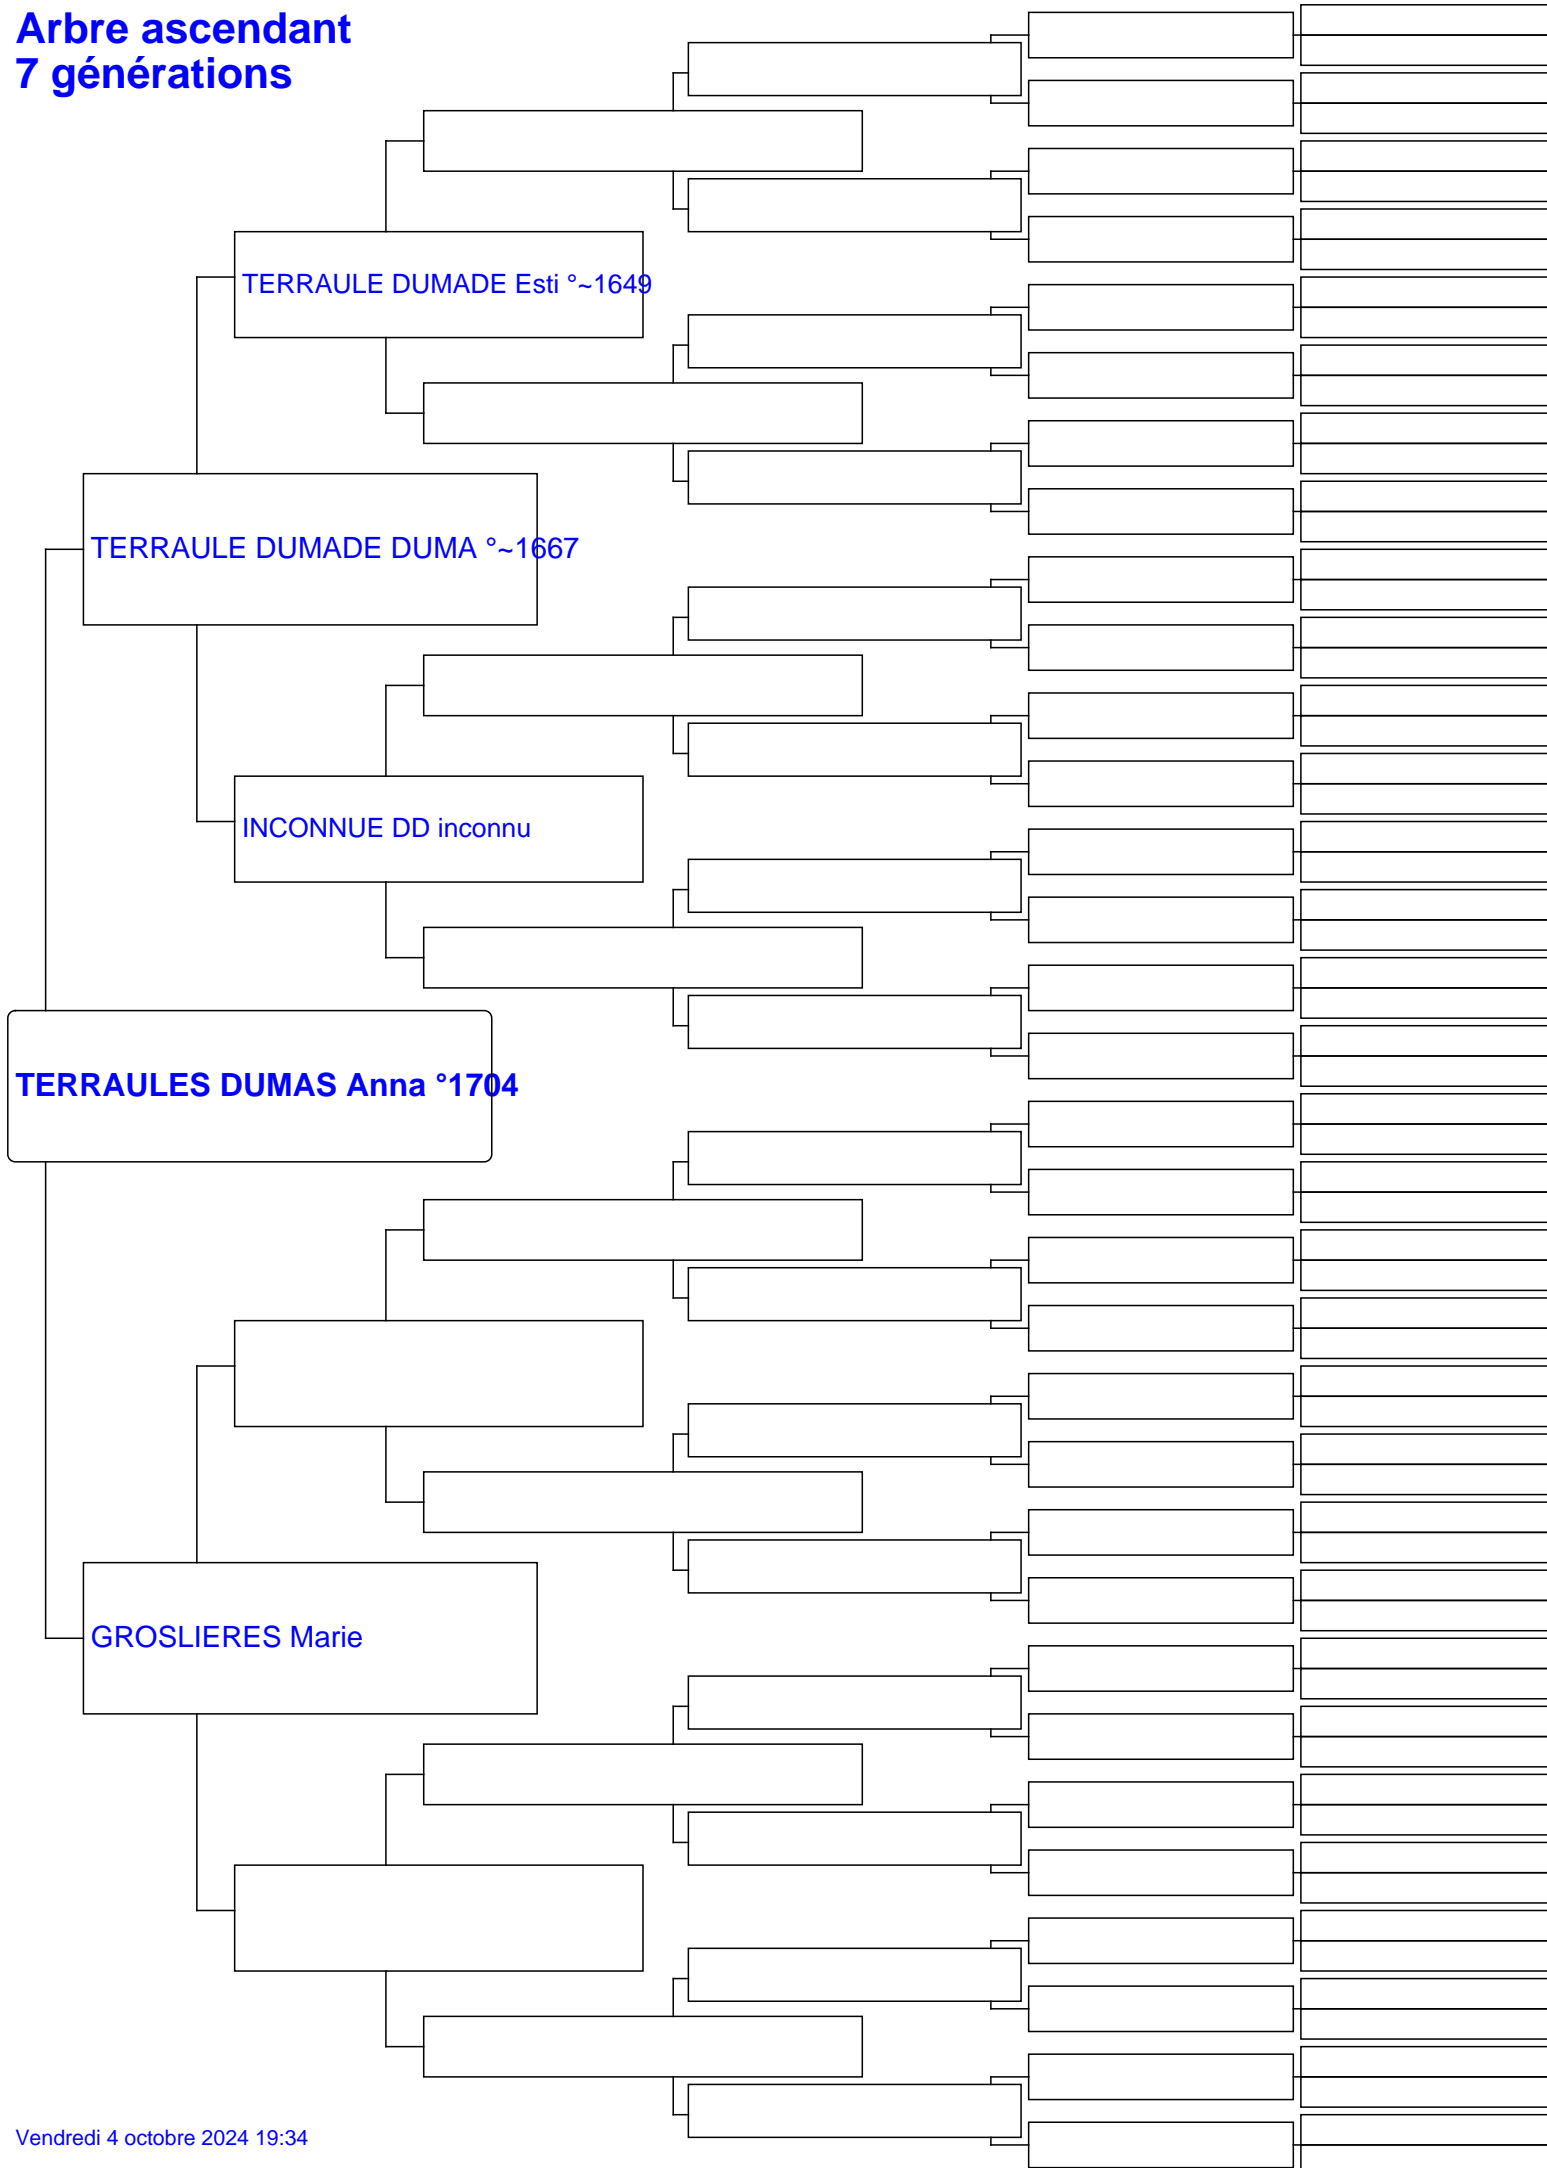 Arbre ascendant
7 générations
TERRAULE DUMADE Esti °~1649
TERRAULE DUMADE DUMA °~1667
INCONNUE DD inconnu
TERRAULES DUMAS Anna °1704
GROSLIERES Marie
Vendredi 4 octobre 2024 19:34